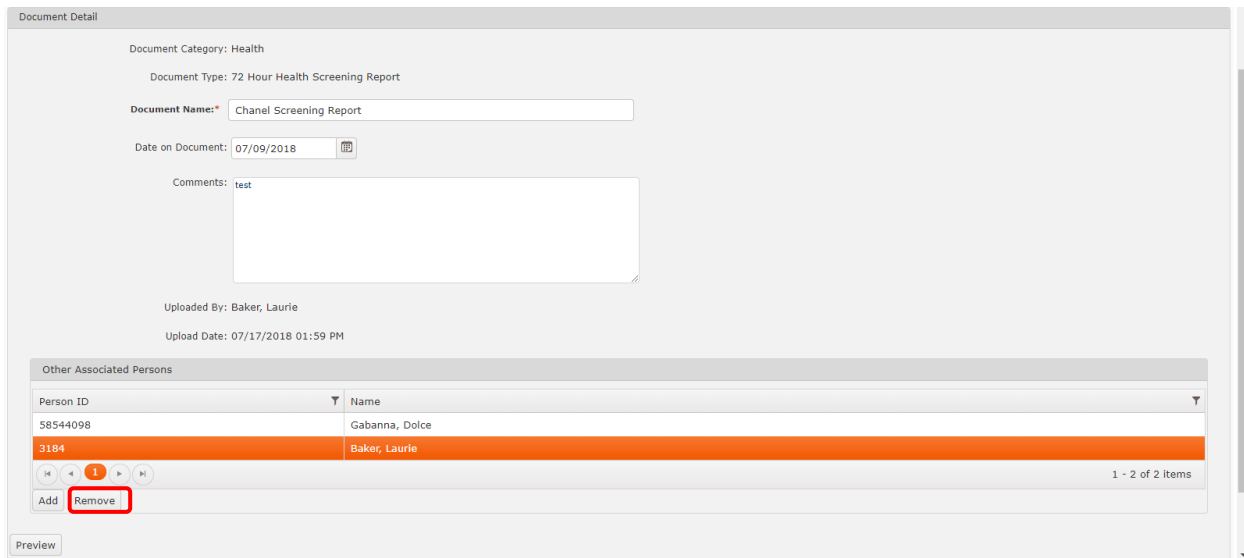 Document Detail
Document Category: Health
Document Type: 72 Hour Health Screening Report
Document Name:* Chanel Screening Report
Date on Document: 07/09/2018
Comments: test
Uploaded By: Baker, Laurie
Upload Date: 07/17/2018 01:59 PM
Other Associated Persons
Person ID Name
58544098 Gabanna, Dolce
3184 Baker, Laurie
1 1 - 2 of 2 items
Add Remove
Preview